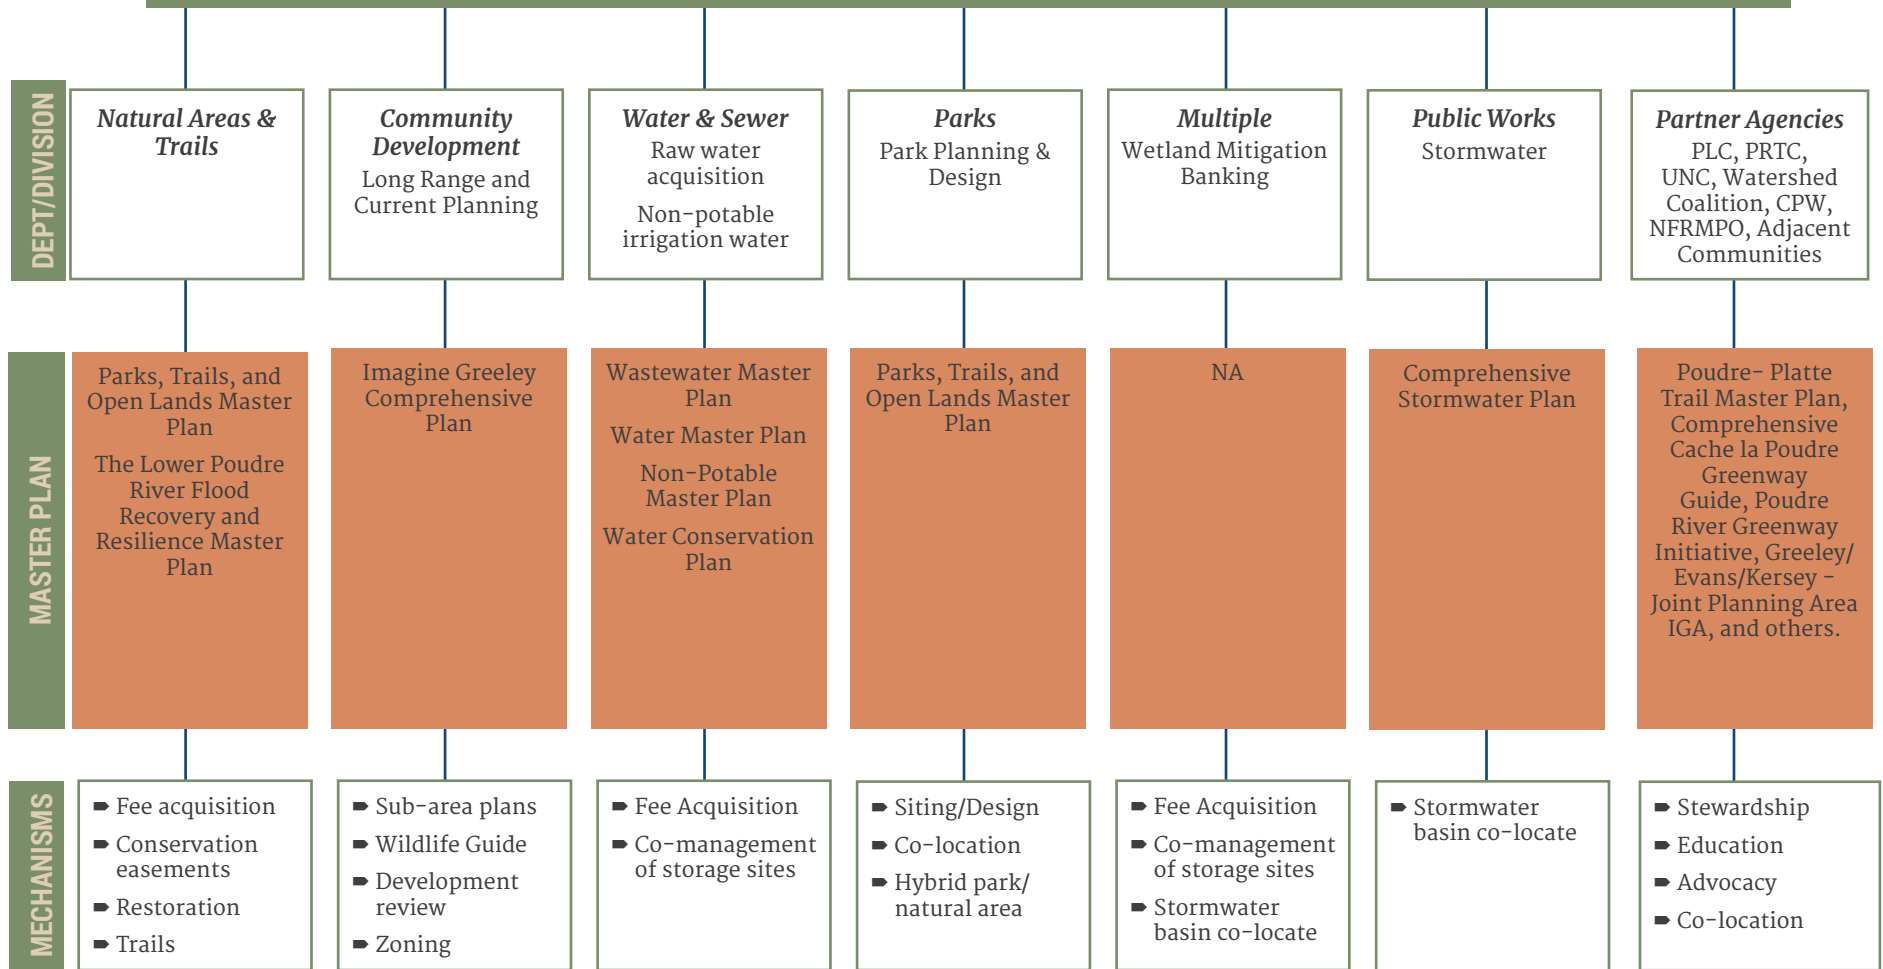 DEPT/DIVISION
Natural Areas &
Trails
Community
Development
Long Range and
Current Planning
Water & Sewer
Raw water
acquisition
Non-potable
irrigation water
Parks
Park Planning &
Design
Multiple
Wetland Mitigation
Banking
Public Works
Stormwater
Partner Agencies
PLC, PRTC,
UNC, Watershed
Coalition, CPW,
NFRMPO, Adjacent
Communities
MASTER PLAN
Parks, Trails, and
Open Lands Master
Plan
The Lower Poudre
River Flood
Recovery and
Resilience Master
Plan
Imagine Greeley
Comprehensive
Plan
Wastewater Master
Plan
Water Master Plan
Non-Potable
Master Plan
Water Conservation
Plan
Parks, Trails, and
Open Lands Master
Plan
NA
Comprehensive
Stormwater Plan
Poudre- Platte
Trail Master Plan,
Comprehensive
Cache la Poudre
Greenway
Guide, Poudre
River Greenway
Initiative, Greeley/
Evans/Kersey -
Joint Planning Area
IGA, and others.
MECHANISMS
Fee acquisition
Conservation
easements
Restoration
Trails
Sub-area plans
Wildlife Guide
Development
review
Zoning
Fee Acquisition
Co-management
of storage sites
Siting/Design
Co-location
Hybrid park/
natural area
Fee Acquisition
Co-management
of storage sites
Stormwater
basin co-locate
Stormwater
basin co-locate
Stewardship
Education
Advocacy
Co-location